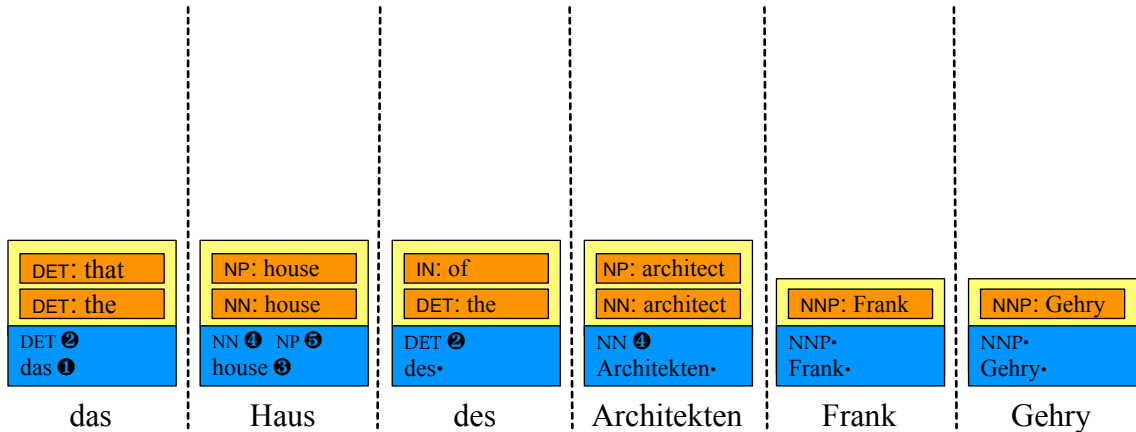 DET: that
DET: the
DET ❷
das ❶
das
NP: house
NN: house
NN ❹ NP ❺
house ❸
Haus
IN: of
DET: the
DET ❷
des•
des
NP: architect
NN: architect
NN ❹
Architekten•
Architekten
NNP: Frank
NNP•
Frank•
Frank
NNP: Gehry
NNP•
Gehry•
Gehry